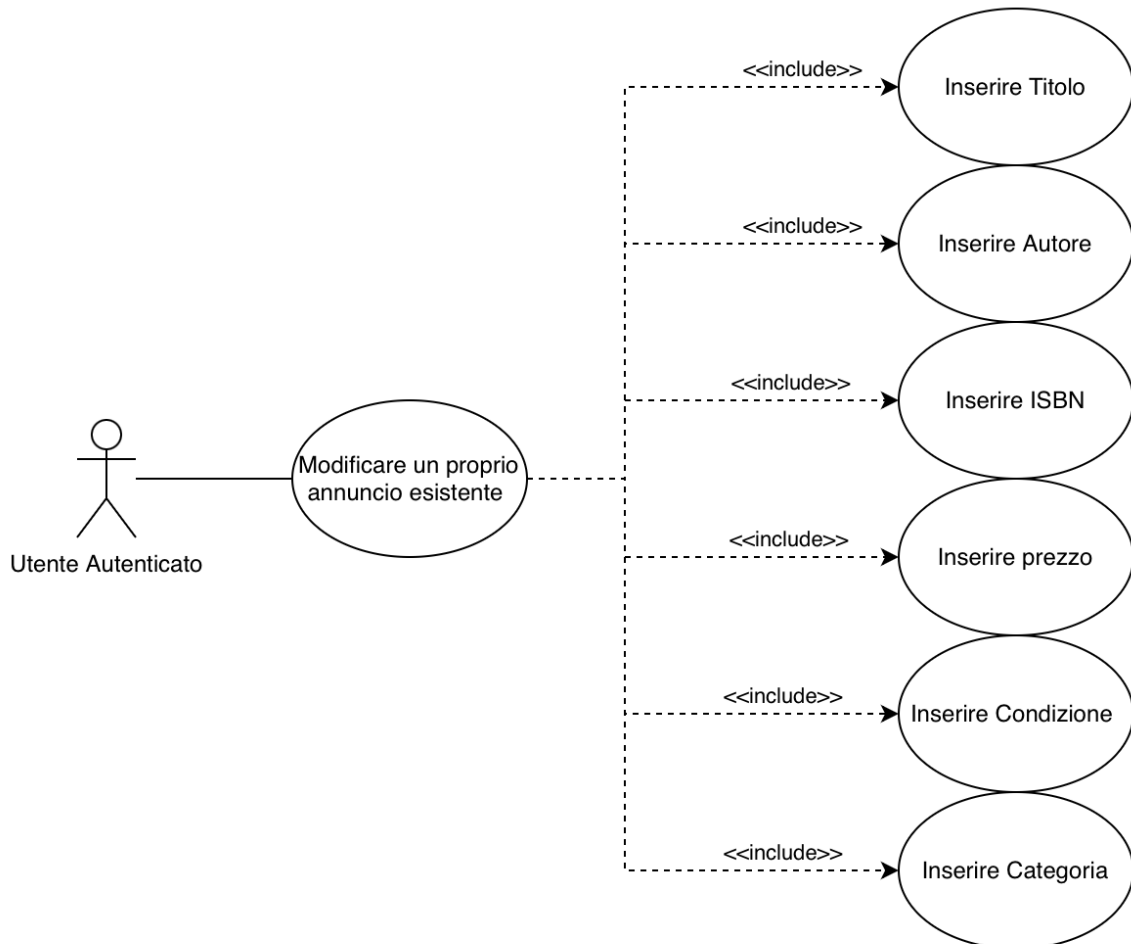 <<include>>
Inserire Titolo
<<include>>
Inserire Autore
<<include>>
Inserire ISBN
Modificare un proprio
annuncio esistente
Utente Autenticato
<<include>>
Inserire prezzo
<<include>>
Inserire Condizione
<<include>>
Inserire Categoria